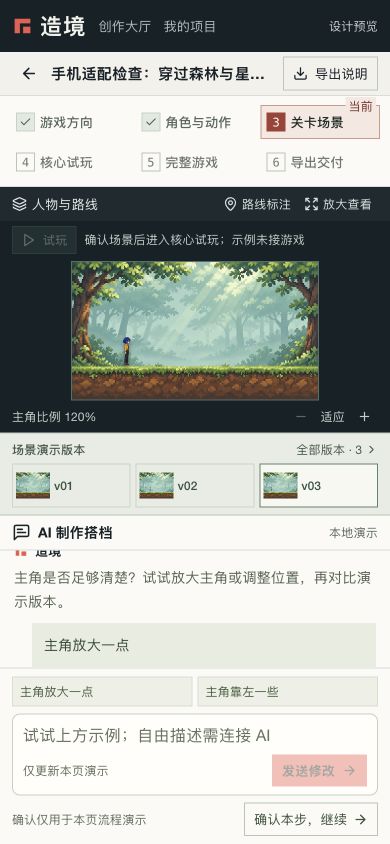 造境 创作大厅 我的项目 设计预览
手机适配检查：穿过森林与星... 导出说明
当前
游戏方向 角色与动作 3 关卡场景
4 核心试玩 5 完整游戏 6 导出交付
人物与路线 路线标注 放大查看
试玩 确认场景后进入核心试玩；示例未接游戏
主角比例 120% 适应
场景演示版本 全部版本 · 3
v01 v02 v03
AI 制作搭档 本地演示
造境
主角是否足够清楚？试试放大主角或调整位置，再对比演
示版本。
主角放大一点
主角放大一点 主角靠左一些
试试上方示例；自由描述需连接 AI
仅更新本页演示 发送修改
确认仅用于本页流程演示 确认本步，继续